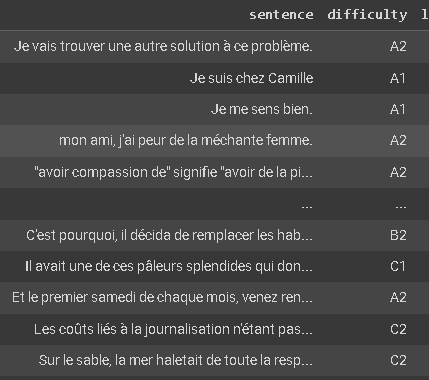 sentence difficulty l
Je vais trouver une autre solution à ce problème. A2
Je suis chez Camille A1
Je me sens bien. A1
mon ami, j'ai peur de la méchante femme. A2
"avoir compassion de" signifie "avoir de la pi... A2
... ...
C'est pourquoi, il décida de remplacer les hab... B2
Il avait une de ces pâleurs splendides qui don... C1
Et le premier samedi de chaque mois, venez ren... A2
Les coûts liés à la journalisation n'étant pas... C2
Sur le sable, la mer haletait de toute la resp... C2